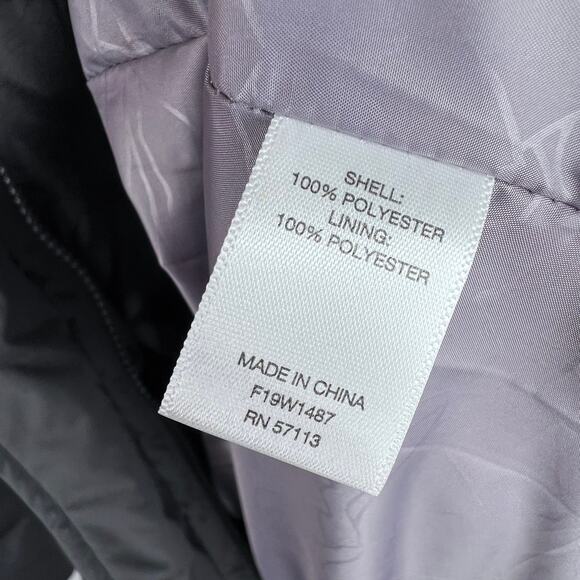 SHELL:
100% POLYESTER
LINING:
100% POLYESTER
MADE IN CHINA
F19W1487
RN 57113